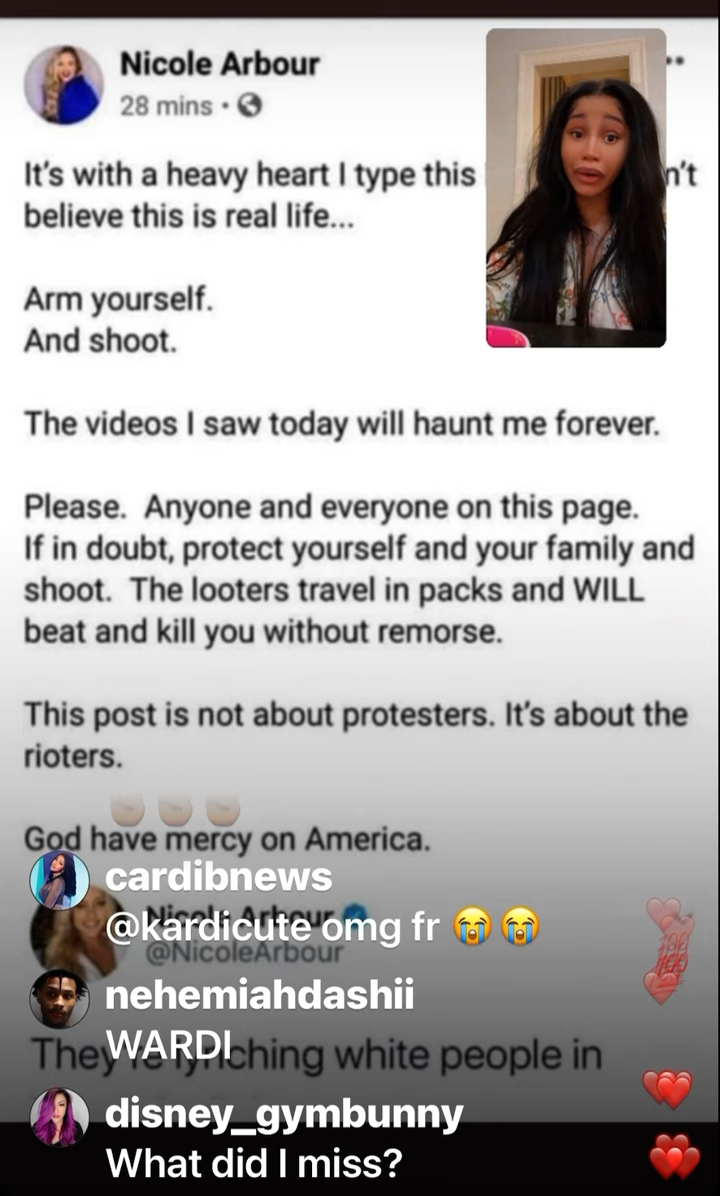 Nicole Arbour
28 mins ·
It's with a heavy heart I type this n't
believe this is real life...
Arm yourself.
And shoot.
The videos I saw today will haunt me forever.
Please. Anyone and everyone on this page.
If in doubt, protect yourself and your family and
shoot. The looters travel in packs and WILL
beat and kill you without remorse.
This post is not about protesters. It's about the
rioters.
God have mercy on America.
cardibnews
Nicole Arbour
@kardicute omg fr 😭 😭
@NicoleArbour
nehemiahdashii
WARDI
They're lynching white people in
disney_gymbunny
What did I miss?